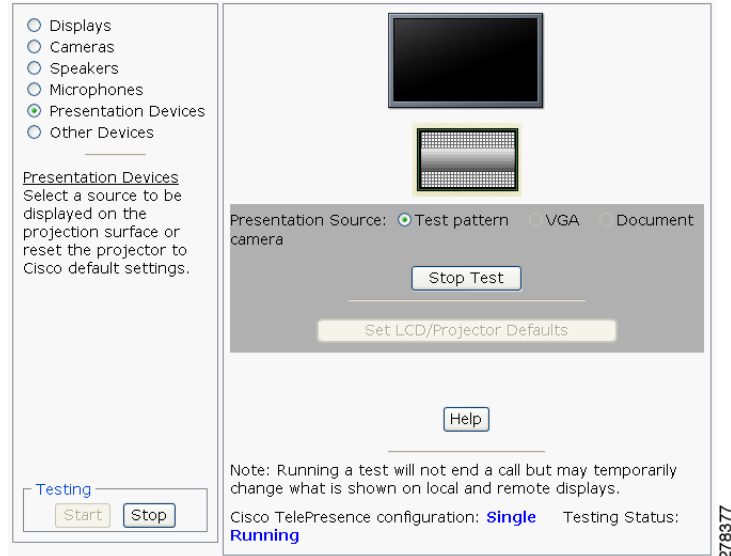 Displays
Cameras
Speakers
Microphones
Presentation Devices
Other Devices
Presentation Devices
Select a source to be
displayed on the
projection surface or
reset the projector to
Cisco default settings.
Testing
Start Stop
Presentation Source: Test pattern VGA Document
camera
Stop Test
Set LCD/Projector Defaults
Help
Note: Running a test will not end a call but may temporarily
change what is shown on local and remote displays.
Cisco TelePresence configuration: Single Testing Status:
Running
278377